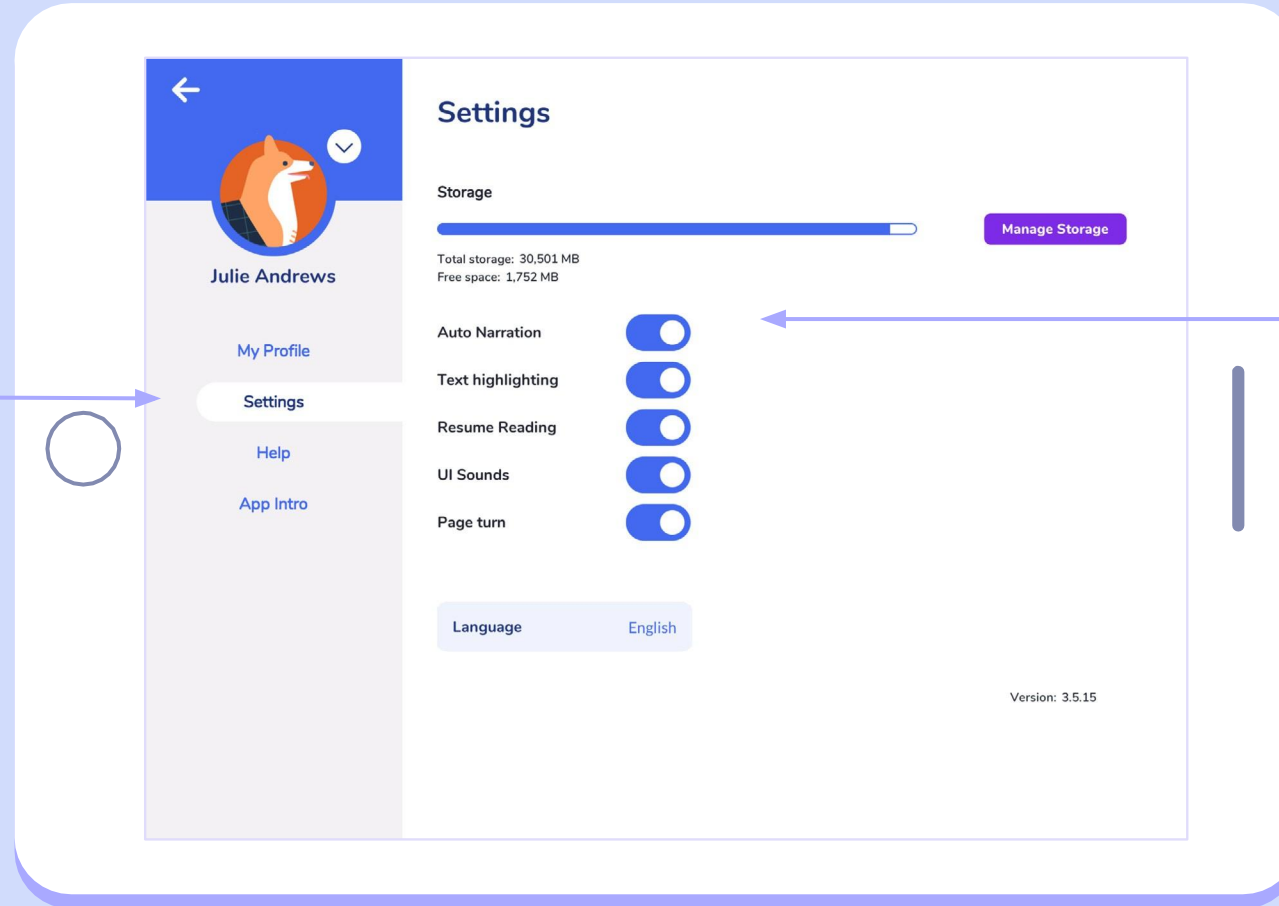 Settings
Storage
Manage Storage
Total storage: 30,501 MB
Free space: 1,752 MB
Julie Andrews
My Profile
Settings
Help
App Intro
Auto Narration
Text highlighting
Resume Reading
UI Sounds
Page turn
Language English
Version: 3.5.15